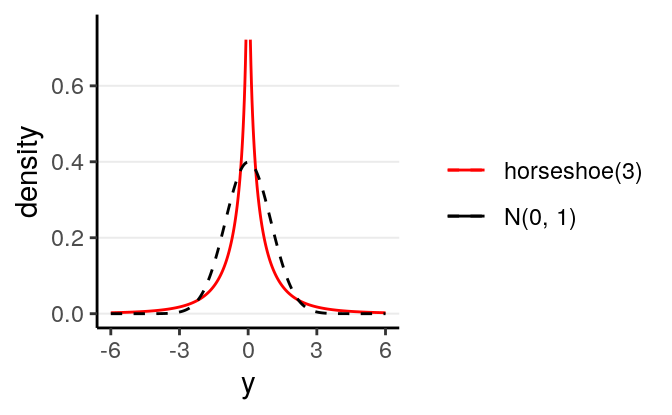 density
0.6
0.4
0.2
0.0
-6 -3 0 3 6
y
horseshoe(3)
N(0, 1)